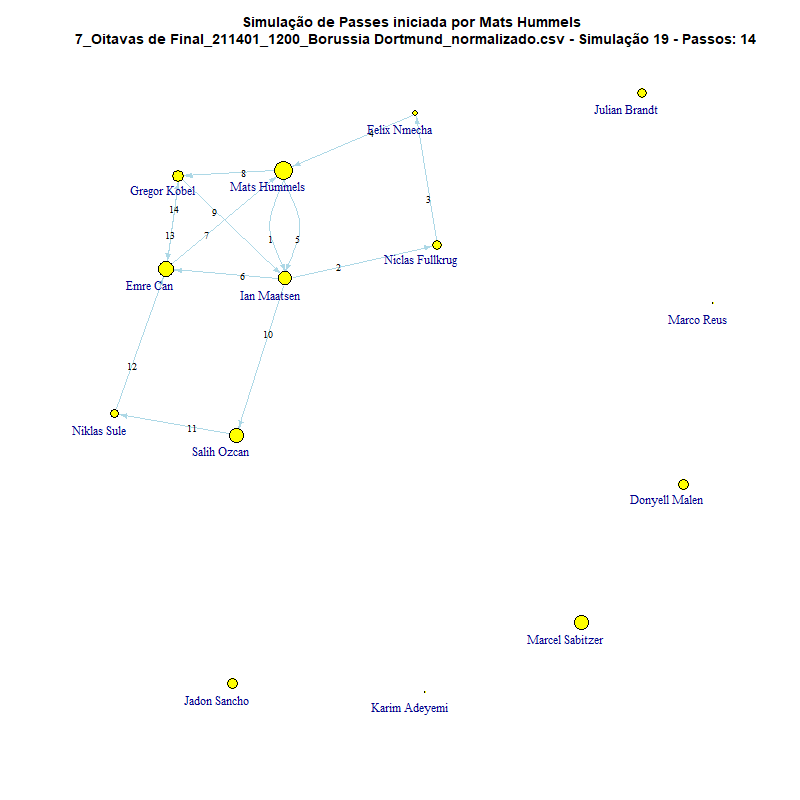 Simulação de Passes iniciada por Mats Hummels
7_Oitavas de Final_211401_1200_Borussia Dortmund_normalizado.csv - Simulação 19 - Passos: 14
Julian Brandt
Felix Nmecha
4
8
Mats Hummels
Gregor Kobel
3
14
9
13
7
1
5
Niclas Fullkrug
2
6
Emre Can
Ian Maatsen
Marco Reus
10
12
Niklas Sule
11
Salih Ozcan
Donyell Malen
Marcel Sabitzer
Jadon Sancho
Karim Adeyemi